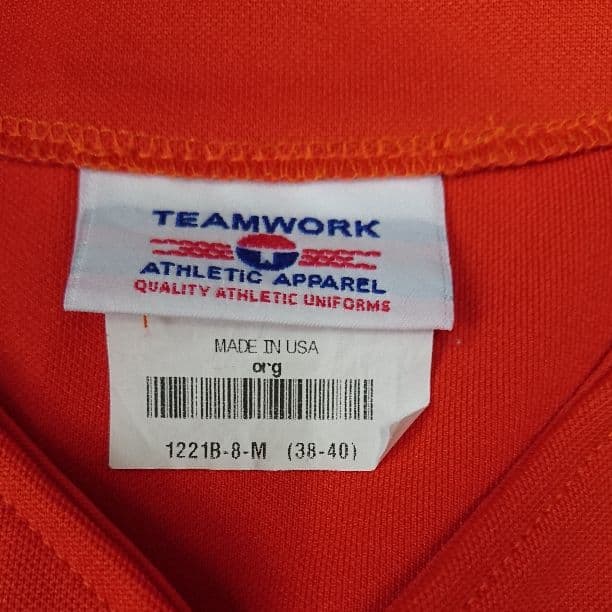 TEAMWORK
ATHLETIC APPAREL
QUALITY ATHLETIC UNIFORMS
MADE IN USA
org
1221B-8-M (38-40)